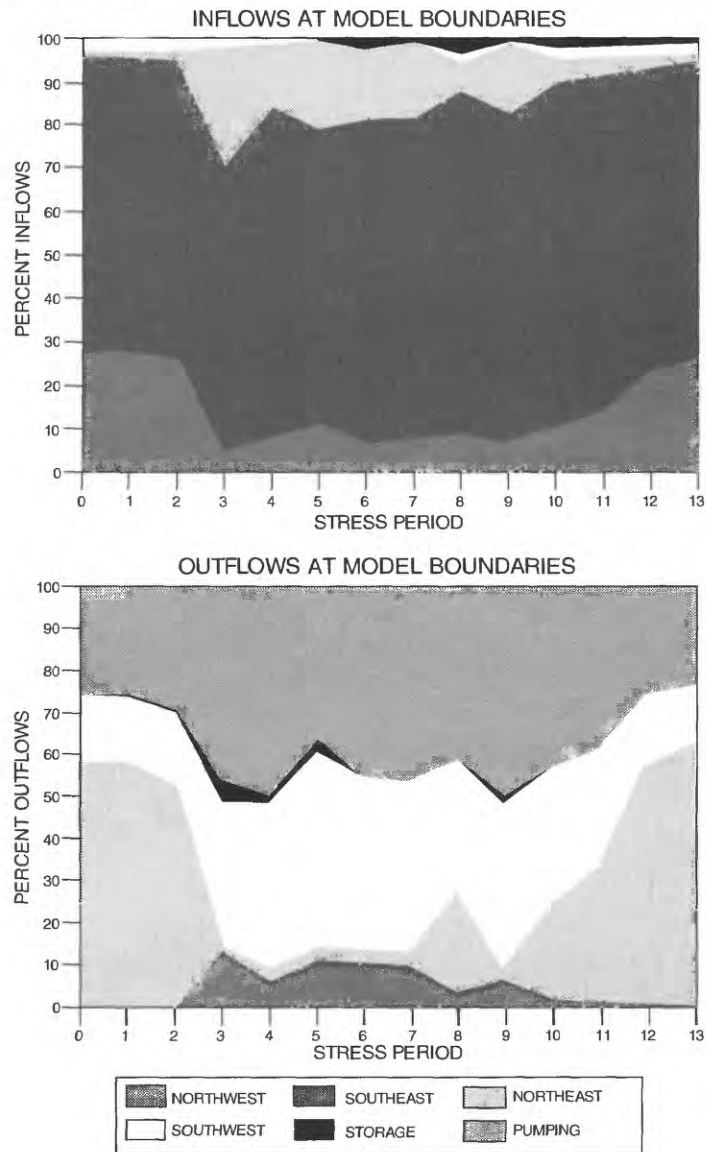 INFLOWS AT MODEL BOUNDARIES
100
90
80
70
60
50
40
30
20
10
0
PERCENT INFLOWS
0 1 2 3 4 5 6 7 8 9 10 11 12 13
STRESS PERIOD
OUTFLOWS AT MODEL BOUNDARIES
100
90
80
70
60
50
40
30
20
10
0
PERCENT OUTFLOWS
0 1 2 3 4 5 6 7 8 9 10 11 12 13
STRESS PERIOD
NORTHWEST SOUTHEAST NORTHEAST
SOUTHWEST STORAGE PUMPING